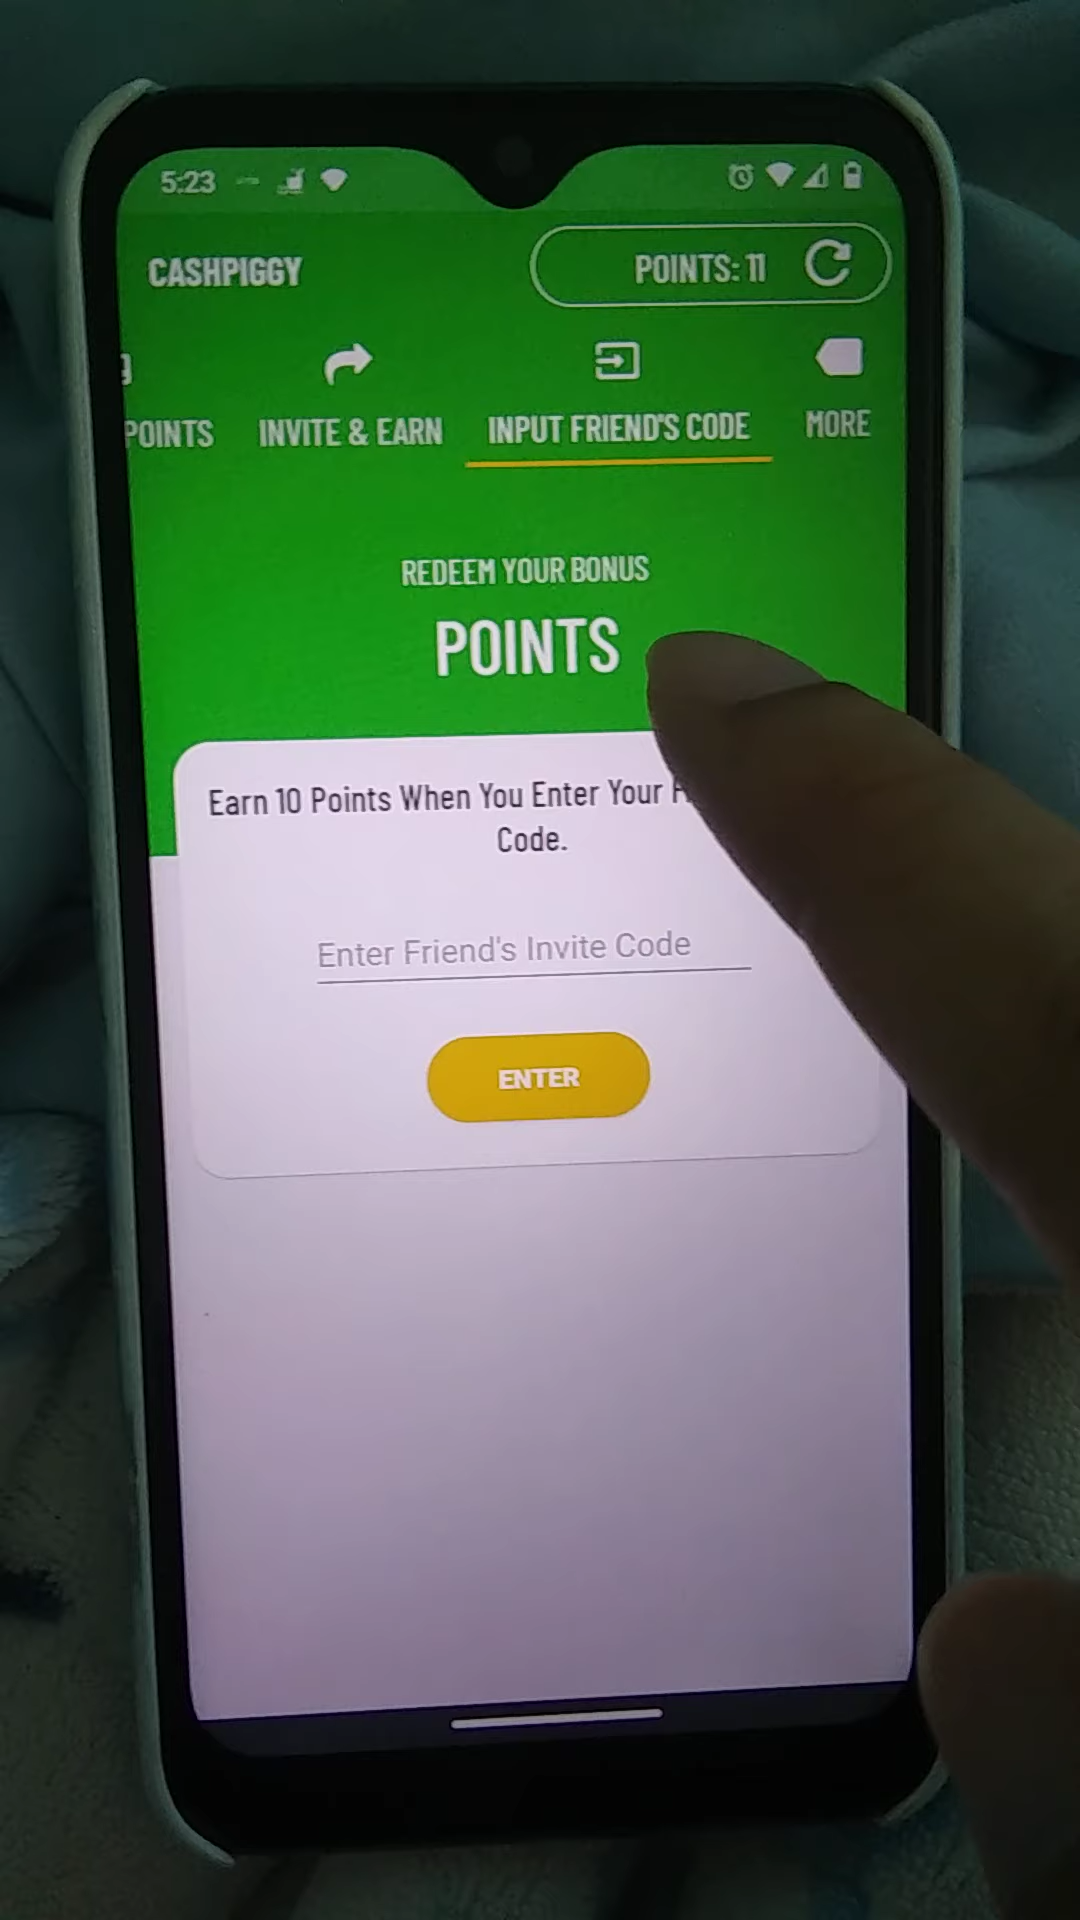 5:23
CASHPIGGY
POINTS: 11
POINTS
INVITE & EARN
INPUT FRIEND'S CODE
MORE
REDEEM YOUR BONUS
POINTS
Earn 10 Points When You Enter Your
Code.
Enter Friend's Invite Code
ENTER